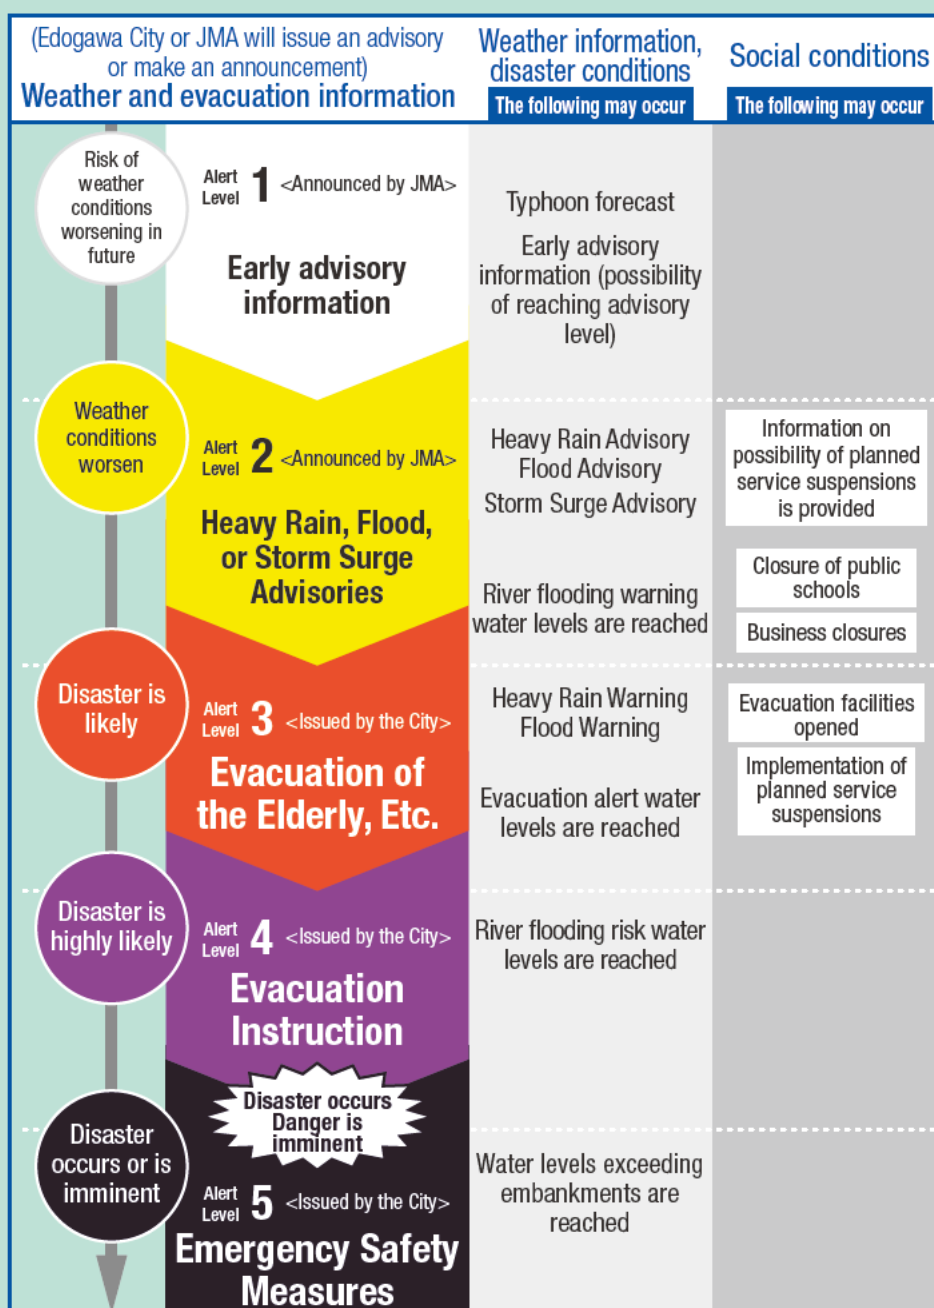 (Edogawa City or JMA will issue an advisory
or make an announcement)
Weather and evacuation information
Weather information,
disaster conditions
The following may occur
Social conditions
The following may occur
Risk of
weather
conditions
worsening in
future
Alert
Level
1 <Announced by JMA>
Early advisory
information
Typhoon forecast
Early advisory
information (possibility
of reaching advisory
level)
Weather
conditions
worsen
Alert
Level
2 <Announced by JMA>
Heavy Rain, Flood,
or Storm Surge
Advisories
Heavy Rain Advisory
Flood Advisory
Storm Surge Advisory
River flooding warning
water levels are reached
Information on
possibility of planned
service suspensions
is provided
Closure of public
schools
Business closures
Disaster is
likely
Alert
Level
3 <Issued by the City>
Evacuation of
the Elderly, Etc.
Heavy Rain Warning
Flood Warning
Evacuation alert water
levels are reached
Evacuation facilities
opened
Implementation of
planned service
suspensions
Disaster is
highly likely
Alert
Level
4 <Issued by the City>
Evacuation
Instruction
River flooding risk water
levels are reached
Disaster occurs
Danger is
imminent
Disaster
occurs or is
imminent
Alert
Level
5 <Issued by the City>
Emergency Safety
Measures
Water levels exceeding
embankments are
reached